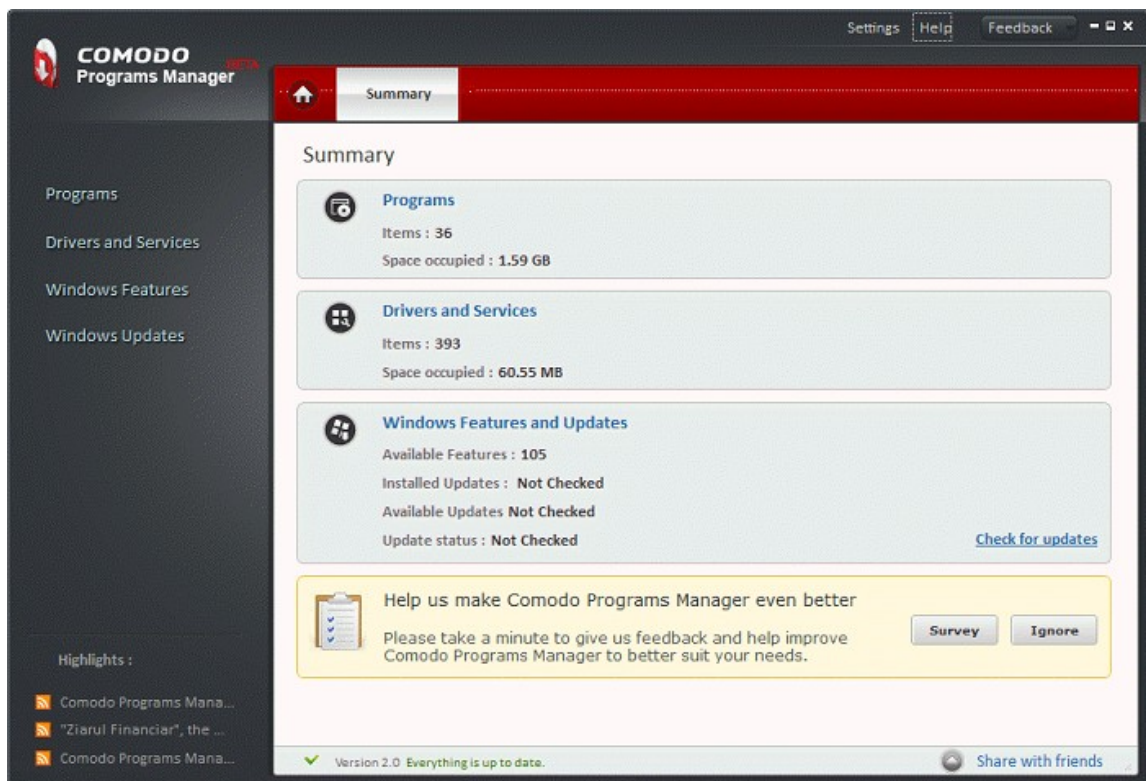 Settings Help Feedback
COMODO
Programs Manager BETA
Summary
Programs
Drivers and Services
Windows Features
Windows Updates
Highlights :
Comodo Programs Mana...
"Ziarul Financiar", the ...
Comodo Programs Mana...
Summary
Programs
Items : 36
Space occupied : 1.59 GB
Drivers and Services
Items : 393
Space occupied : 60.55 MB
Windows Features and Updates
Available Features : 105
Installed Updates : Not Checked
Available Updates Not Checked
Update status : Not Checked
Check for updates
Help us make Comodo Programs Manager even better
Please take a minute to give us feedback and help improve
Comodo Programs Manager to better suit your needs.
Survey Ignore
Version 2.0 Everything is up to date.
Share with friends